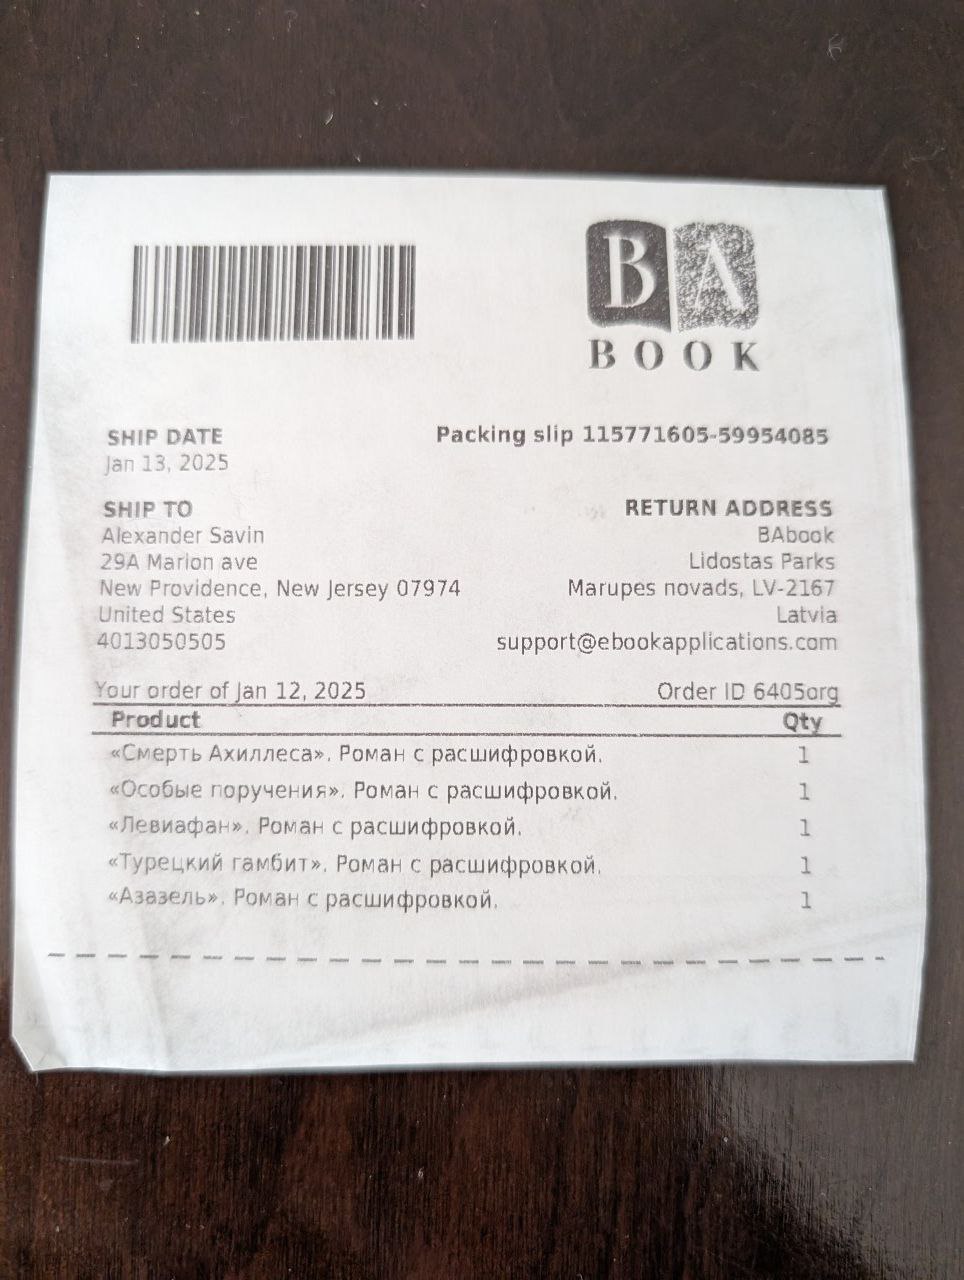 B A
BOOK
SHIP DATE
Jan 13, 2025
Packing slip 115771605-59954085
SHIP TO
Alexander Savin
29A Marion ave
New Providence, New Jersey 07974
United States
4013050505
RETURN ADDRESS
BAbook
Lidostas Parks
Marupes novads, LV-2167
Latvia
support@ebookapplications.com
Your order of Jan 12, 2025 Order ID 6405org
Product Qty
«Смерть Ахиллеса». Роман с расшифровкой. 1
«Особые поручения». Роман с расшифровкой. 1
«Левиафан». Роман с расшифровкой. 1
«Турецкий гамбит». Роман с расшифровкой. 1
«Азазель». Роман с расшифровкой. 1